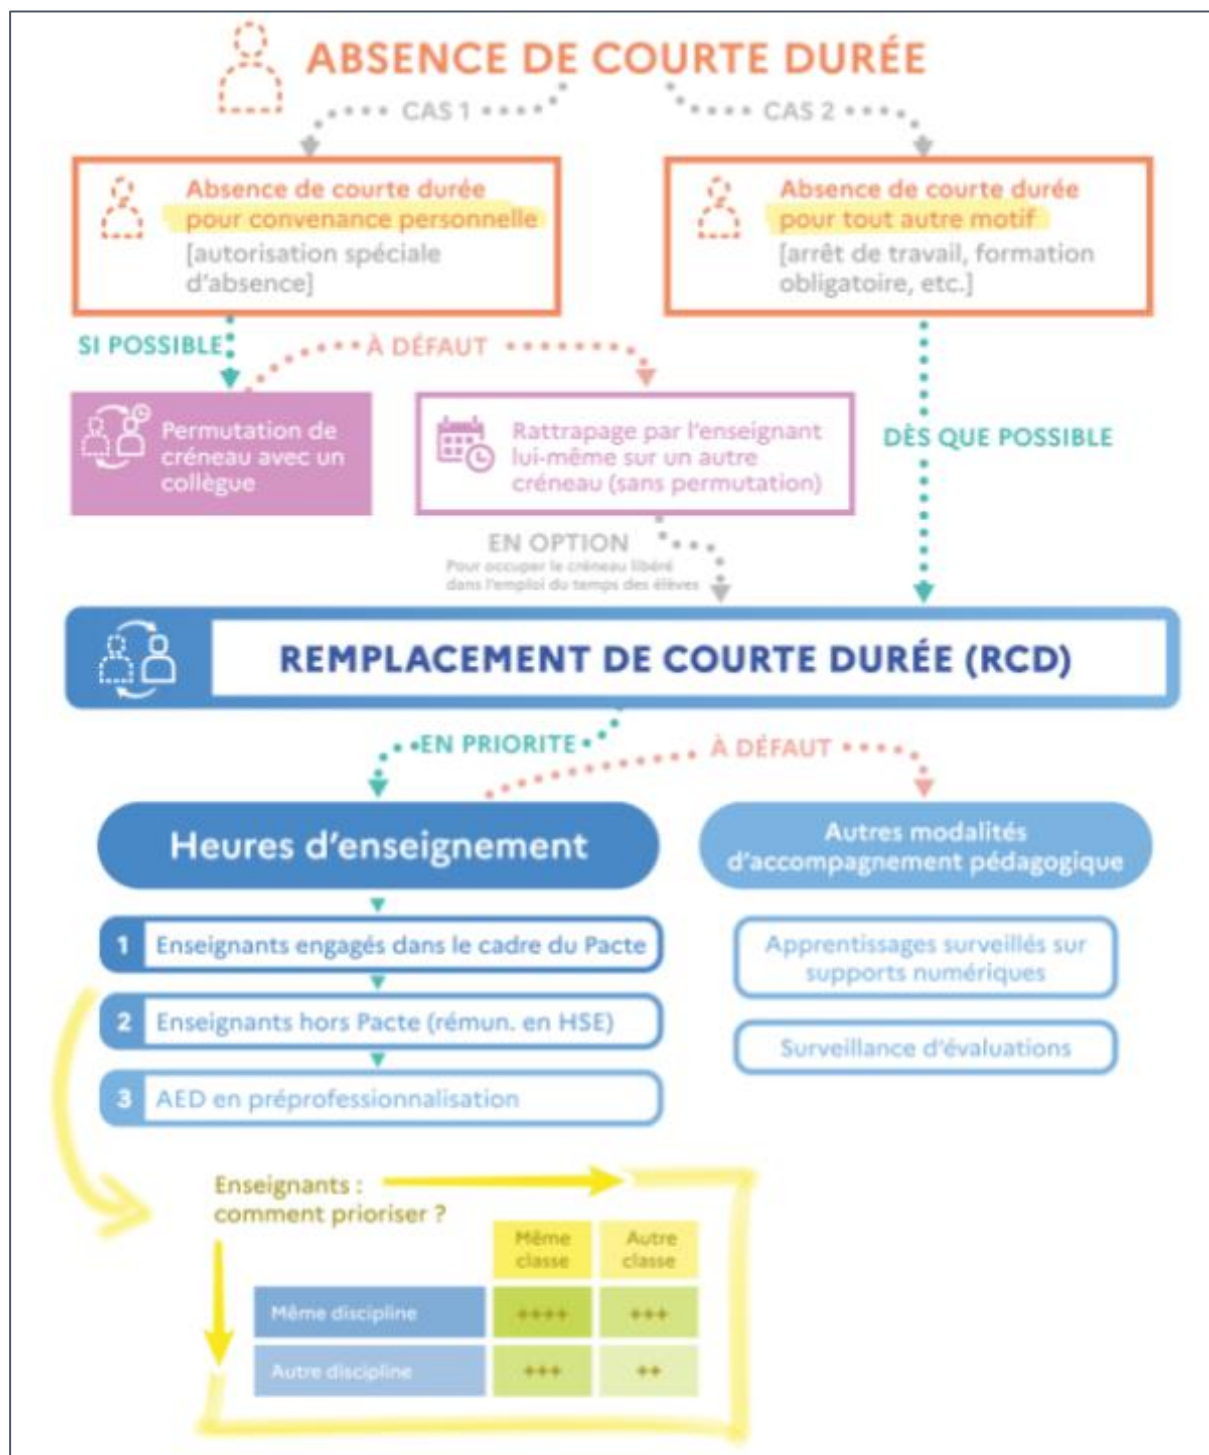 ABSENCE DE COURTE DURÉE
CAS 1
CAS 2
Absence de courte durée
pour convenance personnelle
[autorisation spéciale
d'absence]
Absence de courte durée
pour tout autre motif
[arrêt de travail, formation
obligatoire, etc.]
SI POSSIBLE
À DÉFAUT
Permutation de
créneau avec un
collègue
Rattrapage par l'enseignant
lui-même sur un autre
créneau (sans permutation)
DÈS QUE POSSIBLE
EN OPTION
Pour occuper le créneau libéré
dans l'emploi du temps des élèves
REMPLACEMENT DE COURTE DURÉE (RCD)
EN PRIORITE
À DÉFAUT
Heures d'enseignement
Autres modalités
d'accompagnement pédagogique
1 Enseignants engagés dans le cadre du Pacte
2 Enseignants hors Pacte (rémun. en HSE)
3 AED en préprofessionnalisation
Apprentissages surveillés sur
supports numériques
Surveillance d'évaluations
Enseignants :
comment prioriser ?
Même
classe
Autre
classe
Même discipline ++++ +++
Autre discipline +++ ++